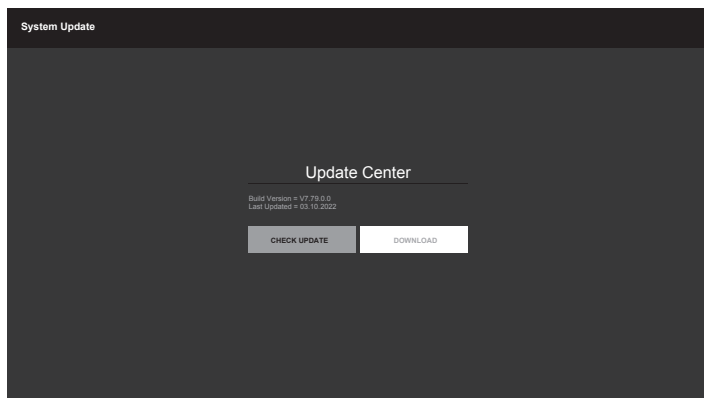 System Update
Update Center
Build Version = V7.79.0.0
Last Updated = 03.10.2022
CHECK UPDATE
DOWNLOAD